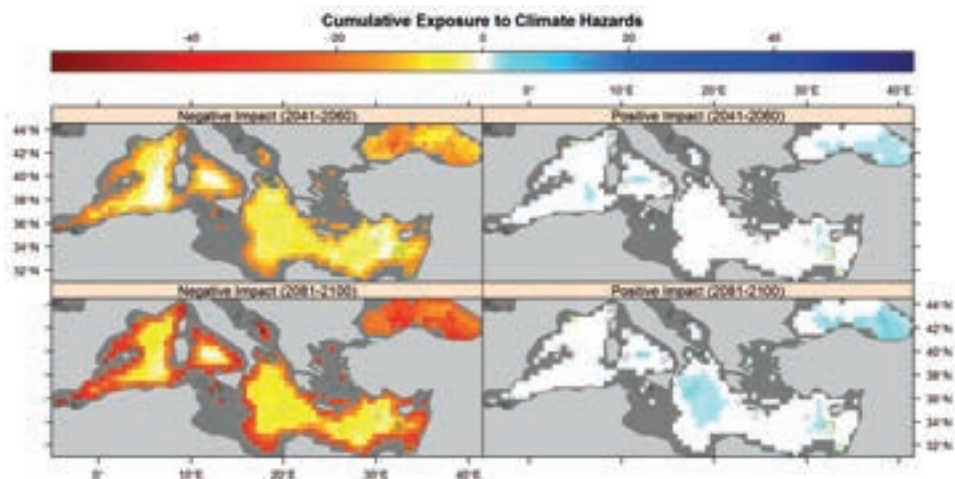 Cumulative Exposure to Climate Hazards
-40 -20 0 20 40
0° 10°E 20°E 30°E 40°E
Negative Impact (2041-2060) Positive Impact (2041-2060)
44°N
42°N
40°N
38°N
36°N
34°N
32°N
Negative Impact (2081-2100) Positive Impact (2081-2100)
44°N
42°N
40°N
38°N
36°N
34°N
32°N
0° 10°E 20°E 30°E 40°E